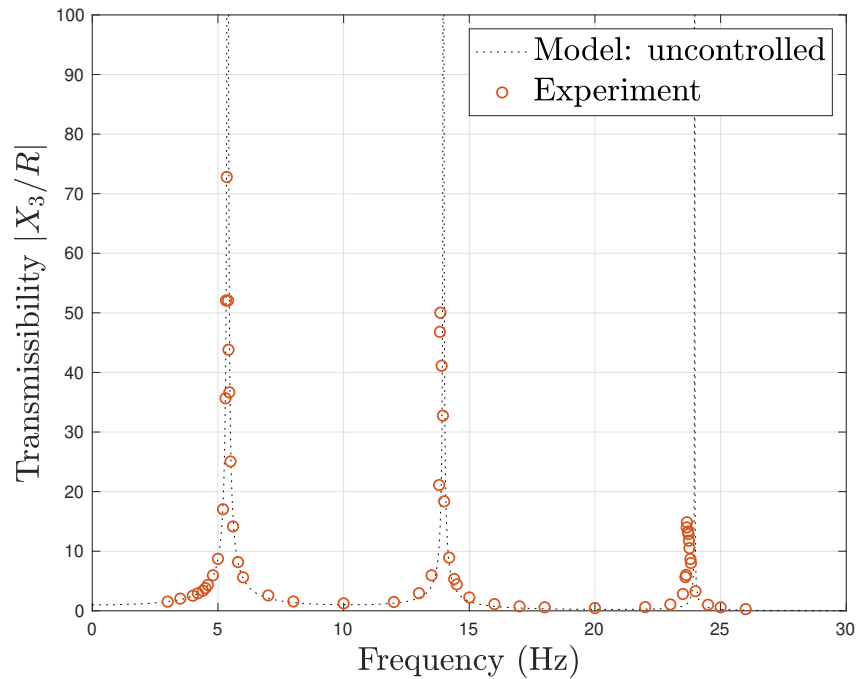 Transmissibility |X₃/R|
100
90
80
70
60
50
40
30
20
10
0
Model: uncontrolled
Experiment
0 5 10 15 20 25 30
Frequency (Hz)